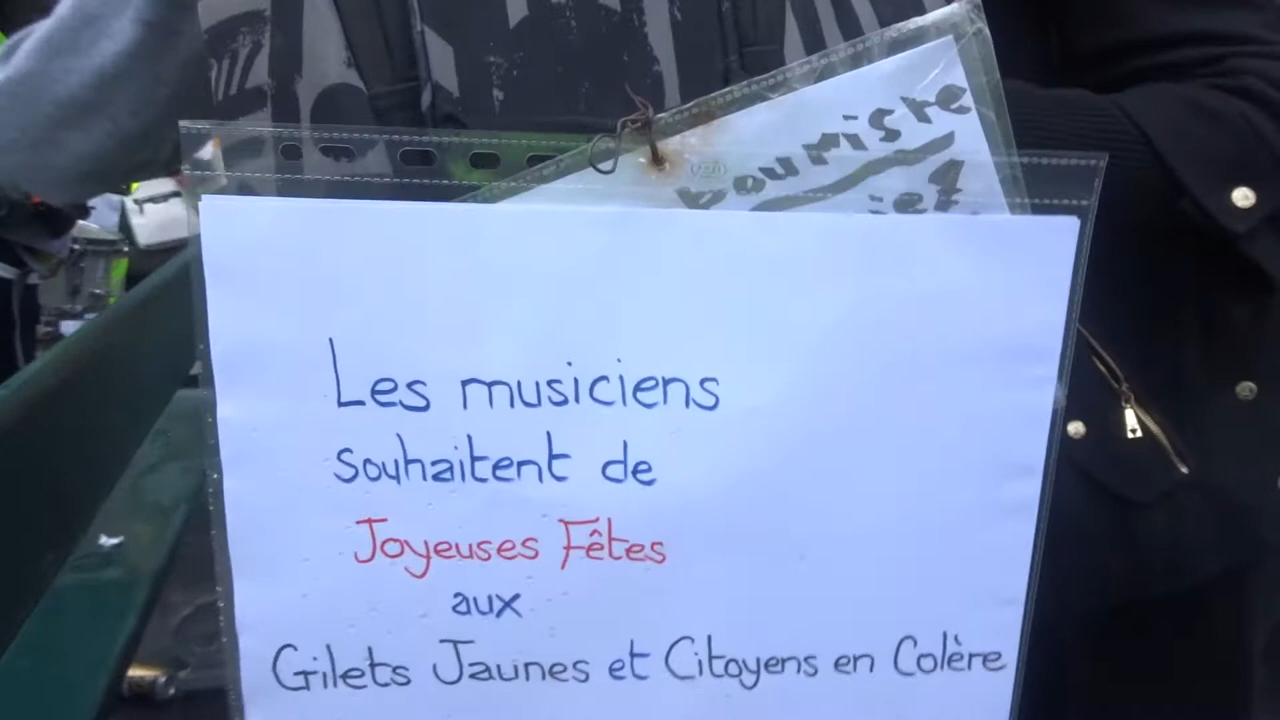 Les musiciens
souhaitent de
Joyeuses Fêtes
aux
Gilets Jaunes et Citoyens en Colère